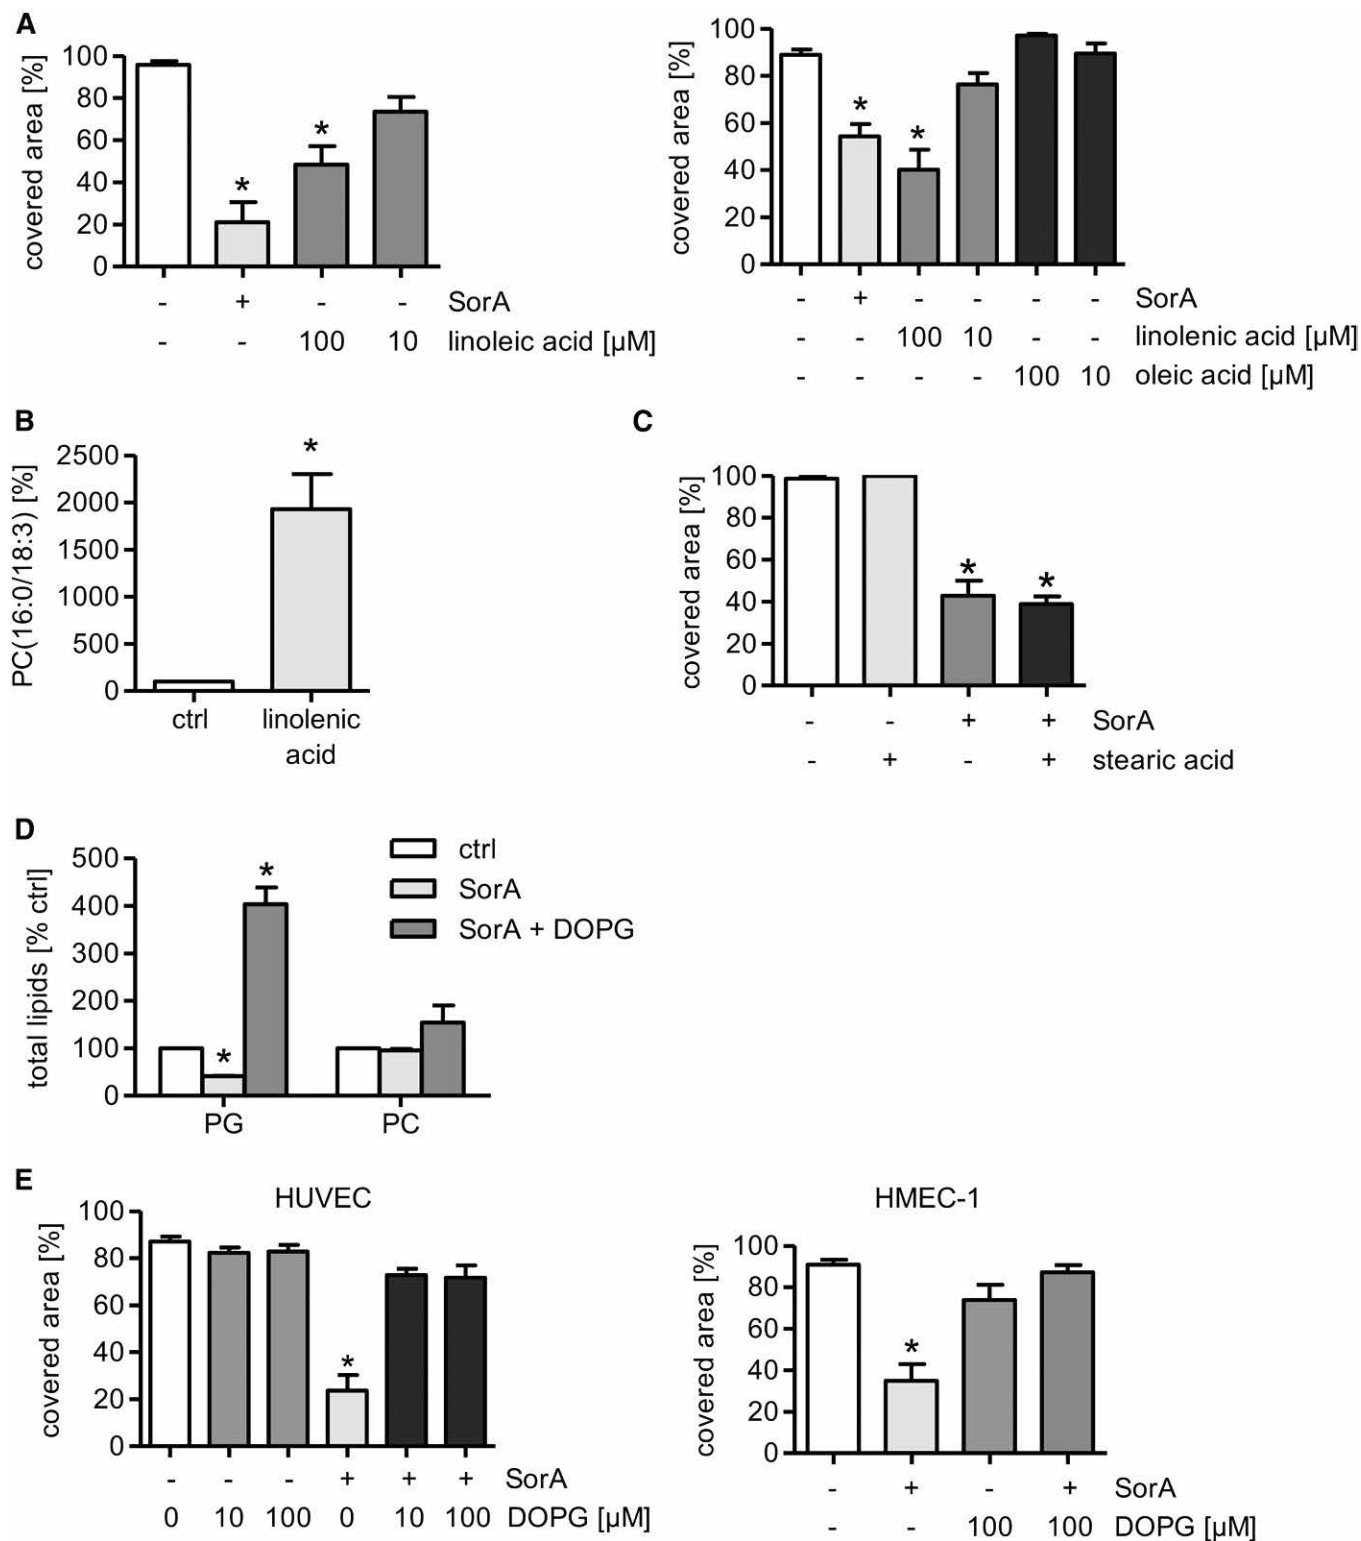 A
covered area [%]
100
80
60
40
20
0
- + - - SorA
- - 100 10 linoleic acid [µM]
covered area [%]
100
80
60
40
20
0
* *
* *
- + - - - - SorA
- - 100 10 - - linolenic acid [µM]
- - - - 100 10 oleic acid [µM]
B
PC(16:0/18:3) [%]
2500
2000
1500
1000
500
0
*
ctrl linolenic
acid
C
covered area [%]
100
80
60
40
20
0
* *
- - + + SorA
- + - + stearic acid
D
total lipids [% ctrl]
500
400
300
200
100
0
* *
PG PC
ctrl
SorA
SorA + DOPG
E
HUVEC
covered area [%]
100
80
60
40
20
0
*
- - - + + + SorA
0 10 100 0 10 100 DOPG [µM]
HMEC-1
covered area [%]
100
80
60
40
20
0
*
- + - + SorA
- - 100 100 DOPG [µM]